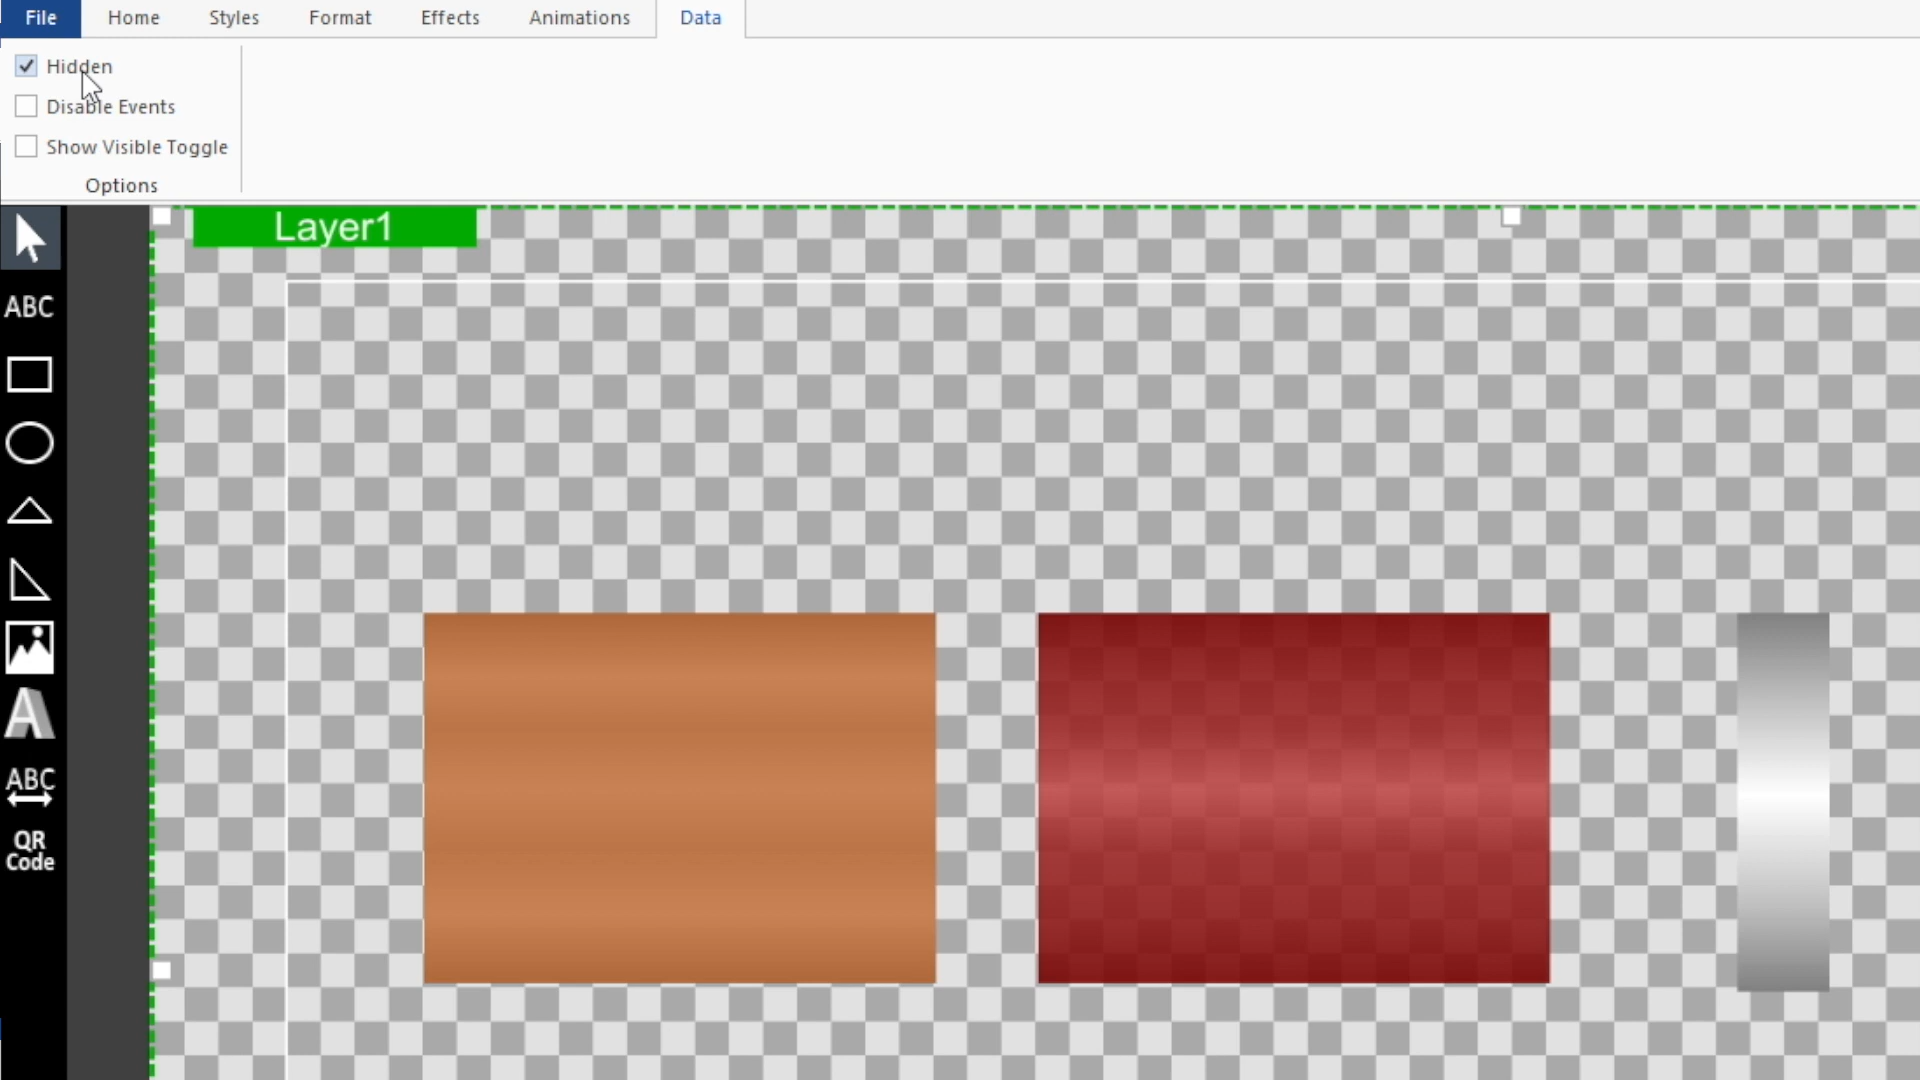 File Home Styles Format Effects Animations Data
Hidden
Disable Events
Show Visible Toggle
Options
Layer1
ABC
A
ABC
QR
Code